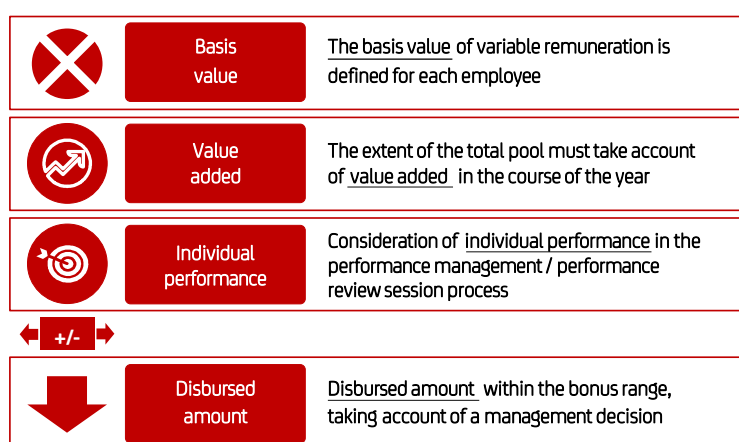 Basis
value
The basis value of variable remuneration is
defined for each employee
Value
added
The extent of the total pool must take account
of value added in the course of the year
Individual
performance
Consideration of individual performance in the
performance management / performance
review session process
+/-
Disbursed
amount
Disbursed amount within the bonus range,
taking account of a management decision